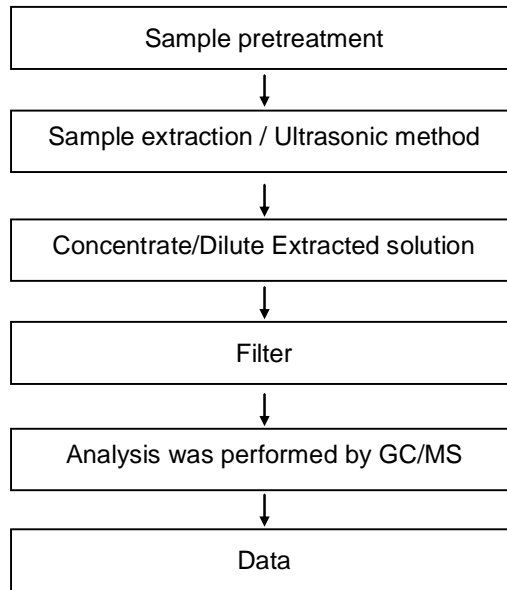 Sample pretreatment
Sample extraction / Ultrasonic method
Concentrate/Dilute Extracted solution
Filter
Analysis was performed by GC/MS
Data